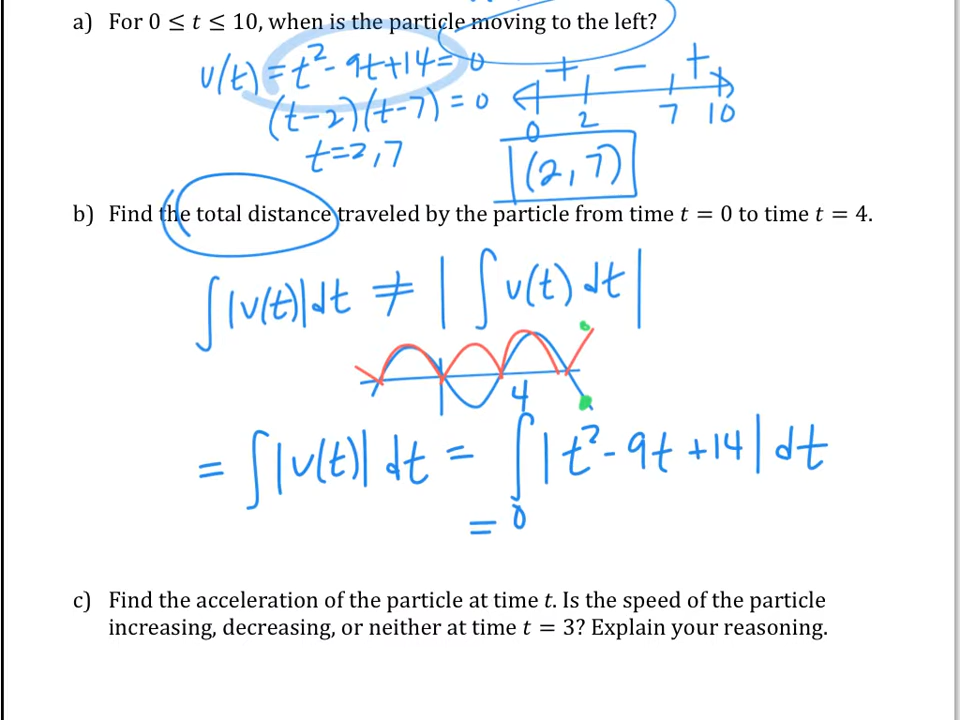 a) For 0 ≤ t ≤ 10, when is the particle moving to the left?
v(t) = t² - 9t + 14 = 0
(t-2)(t-7) = 0
t = 2, 7
+ - +
0 2 7 10
(2, 7)
b) Find the total distance traveled by the particle from time t = 0 to time t = 4.
∫|v(t)|dt ≠ |∫v(t) dt|
= ∫|v(t)| dt = ∫₀⁴ |t² - 9t + 14| dt
=
c) Find the acceleration of the particle at time t. Is the speed of the particle
increasing, decreasing, or neither at time t = 3? Explain your reasoning.